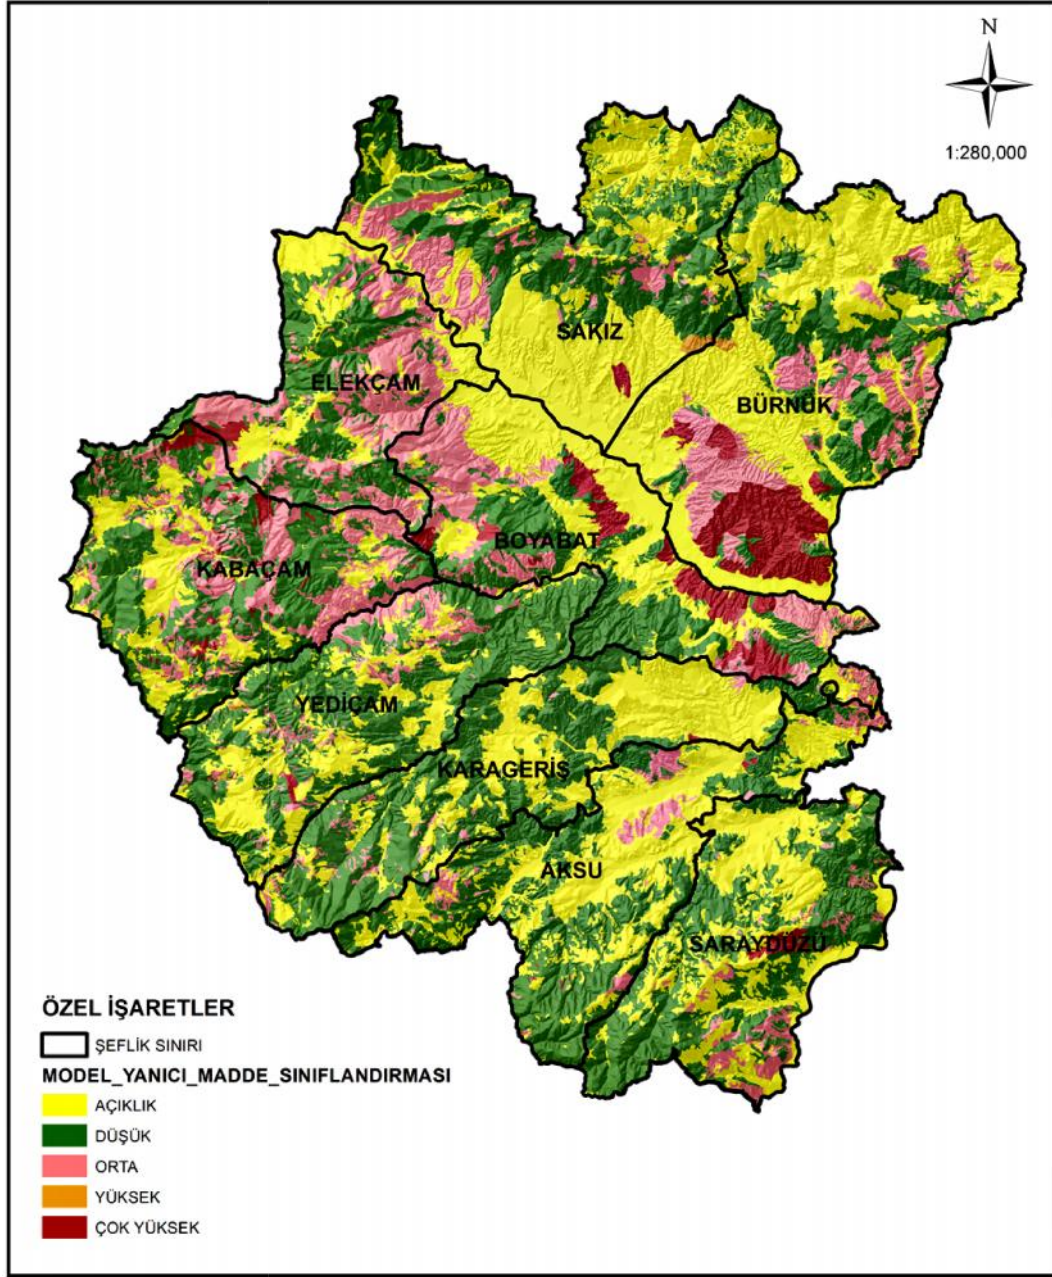 N
1:280,000
SAKIZ
ELEKÇAM
BÜRNÜK
BOYABAT
KABAÇAM
YEDİÇAM
KARAGERİŞ
AKSU
SARAYDÜZÜ
ÖZEL İŞARETLER
ŞEFLİK SINIRI
MODEL_YANICI_MADDE_SINIFLANDIRMASI
AÇIKLIK
DÜŞÜK
ORTA
YÜKSEK
ÇOK YÜKSEK